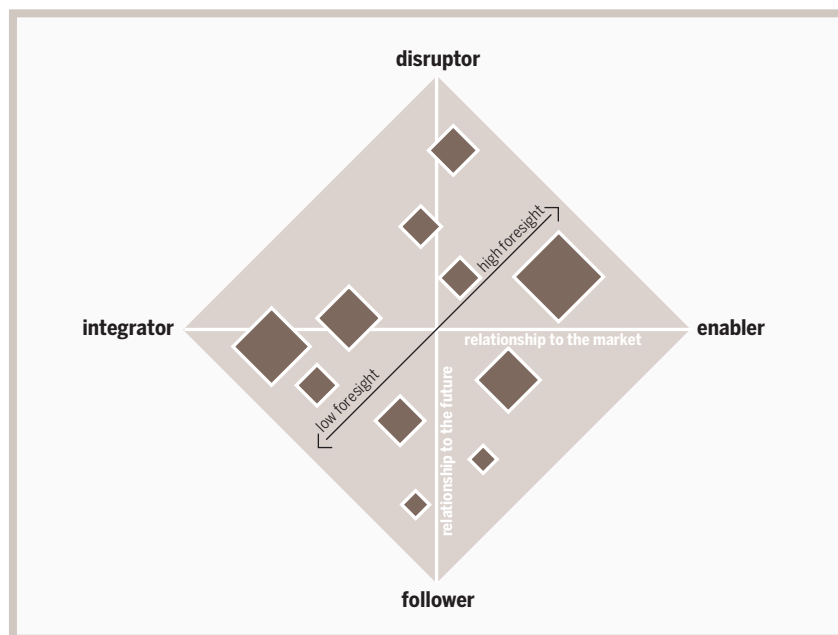 disruptor
high foresight
integrator
enabler
relationship to the market
low foresight
relationship to the future
follower